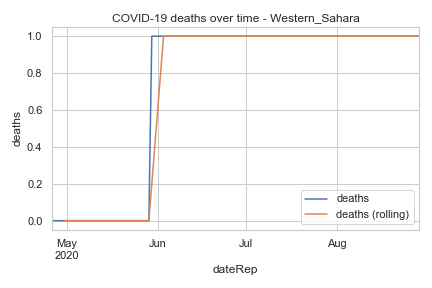 COVID-19 deaths over time - Western_Sahara
deaths
1.0
0.8
0.6
0.4
0.2
0.0
deaths
deaths (rolling)
May
2020
Jun
Jul
Aug
dateRep